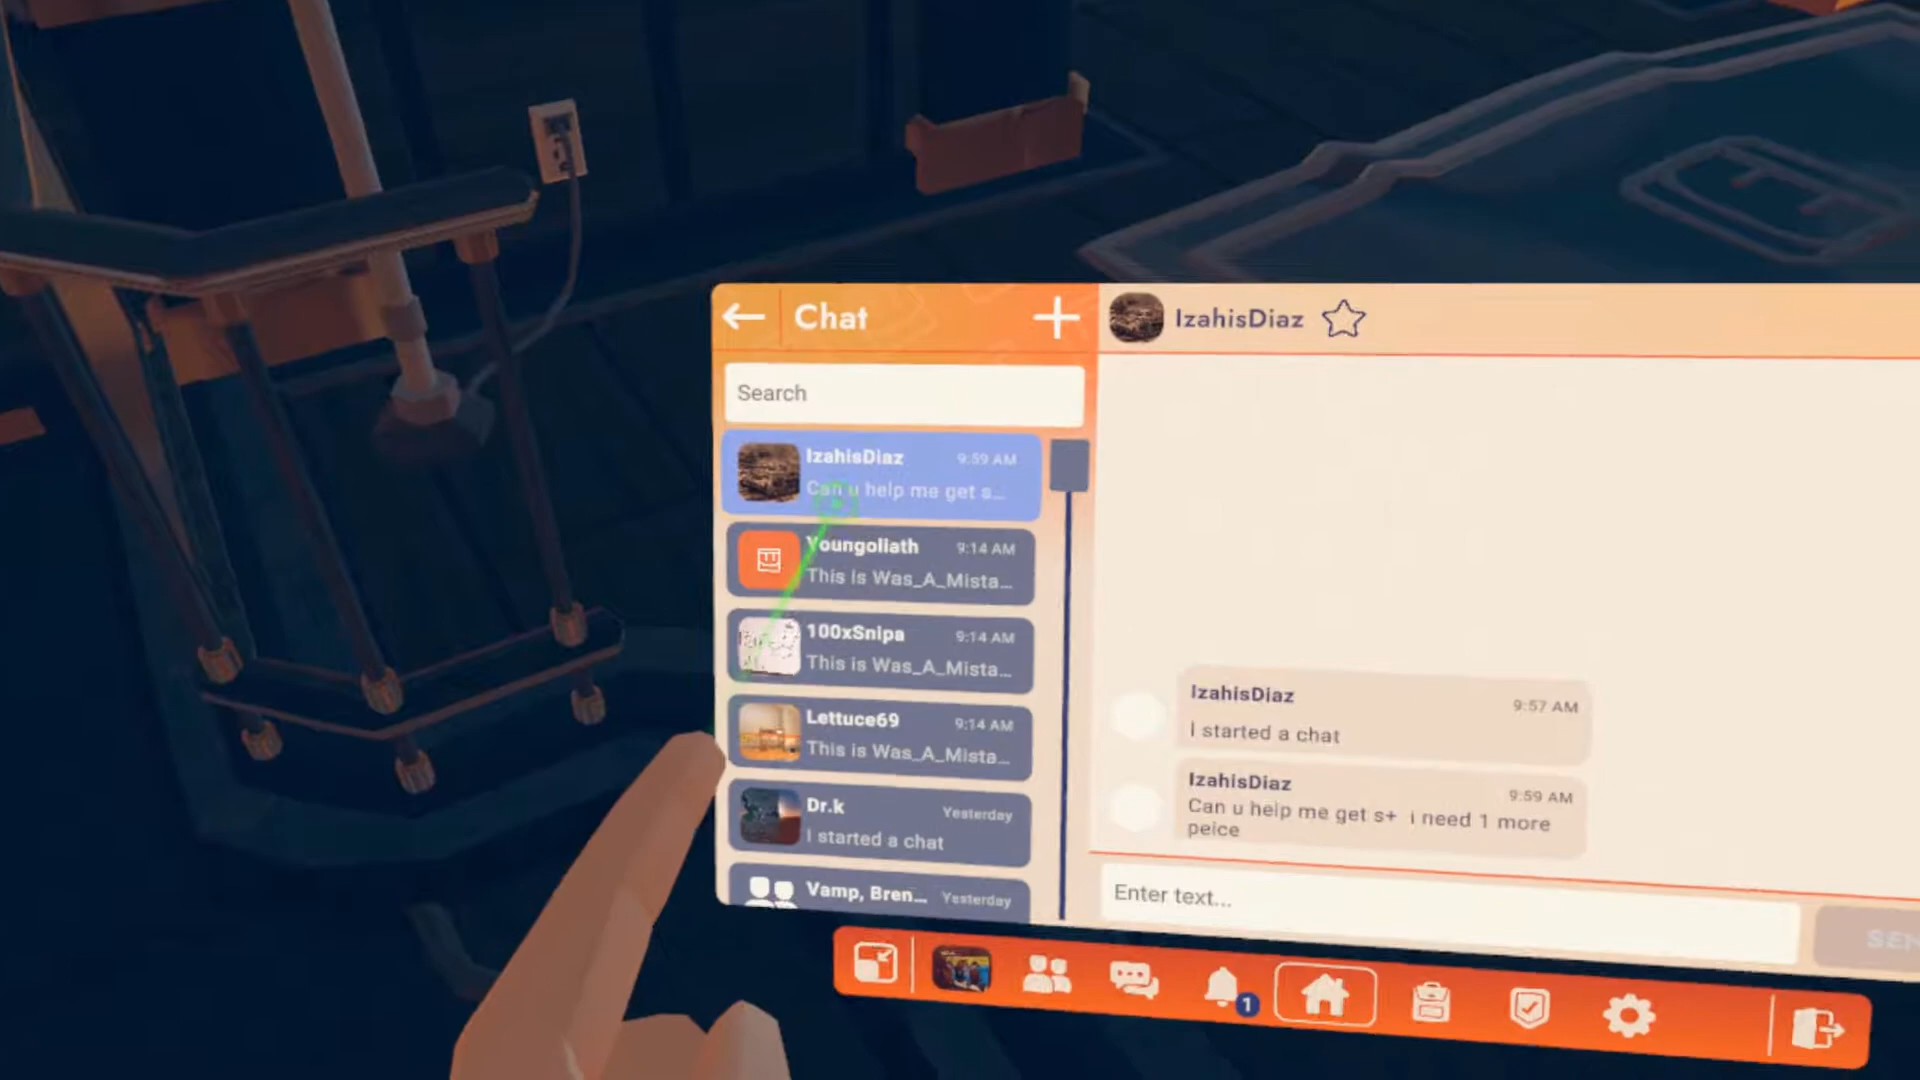 Chat
IzahisDiaz
Search
IzahisDiaz 9:59 AM
Can u help me get s...
Youngoliath 9:14 AM
This is Was_A_Mista...
100xSnipa 9:14 AM
This is Was_A_Mista...
Lettuce69 9:14 AM
This is Was_A_Mista...
Dr.k Yesterday
I started a chat
Vamp, Bren... Yesterday
IzahisDiaz 9:57 AM
I started a chat
IzahisDiaz 9:59 AM
Can u help me get s+ i need 1 more
peice
Enter text...
SEN
1